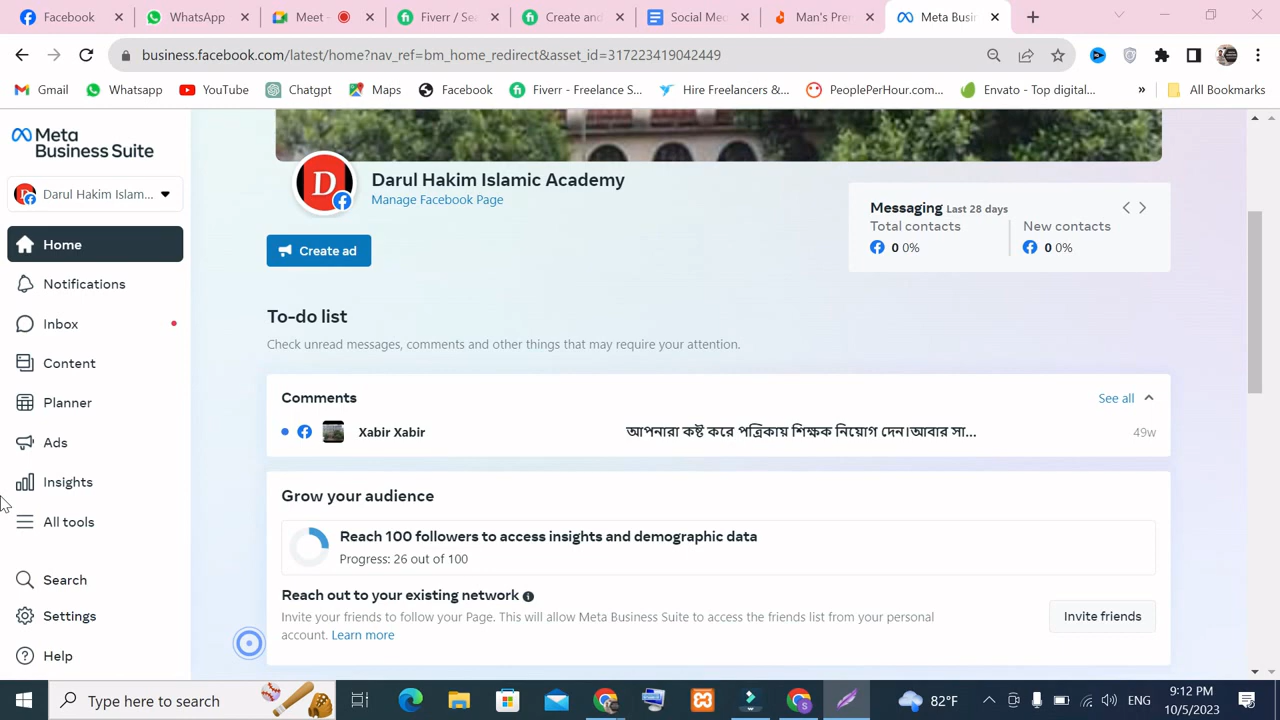 Facebook
WhatsApp
Meet -
Fiverr / Se
Create and
Social Me
Man's Pre
Meta Busi
business.facebook.com/latest/home?nav_ref=bm_home_redirect&asset_id=317223419042449
Gmail
Whatsapp
YouTube
Chatgpt
Maps
Facebook
Fiverr - Freelance S...
Hire Freelancers &...
PeoplePerHour.com...
Envato - Top digital...
»
All Bookmarks
Meta
Business Suite
Darul Hakim Islam...
Home
Notifications
Inbox
Content
Planner
Ads
Insights
All tools
Search
Settings
Help
D
Darul Hakim Islamic Academy
Manage Facebook Page
Create ad
Messaging Last 28 days
Total contacts
New contacts
0 0%
0 0%
To-do list
Check unread messages, comments and other things that may require your attention.
Comments
See all
Xabir Xabir
আপনারা কষ্ট করে পত্রিকায় শিক্ষক নিয়োগ দেন।আবার সা...
49w
Grow your audience
Reach 100 followers to access insights and demographic data
Progress: 26 out of 100
Reach out to your existing network
Invite your friends to follow your Page. This will allow Meta Business Suite to access the friends list from your personal
account. Learn more
Invite friends
Type here to search
82°F
ENG
9:12 PM
10/5/2023